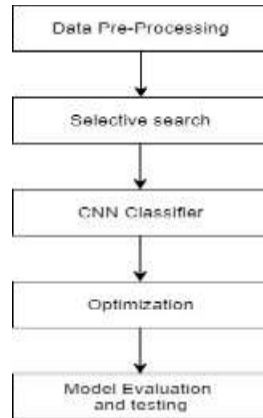 Data Pre-Processing
Selective search
CNN Classifier
Optimization
Model Evaluation
and testing